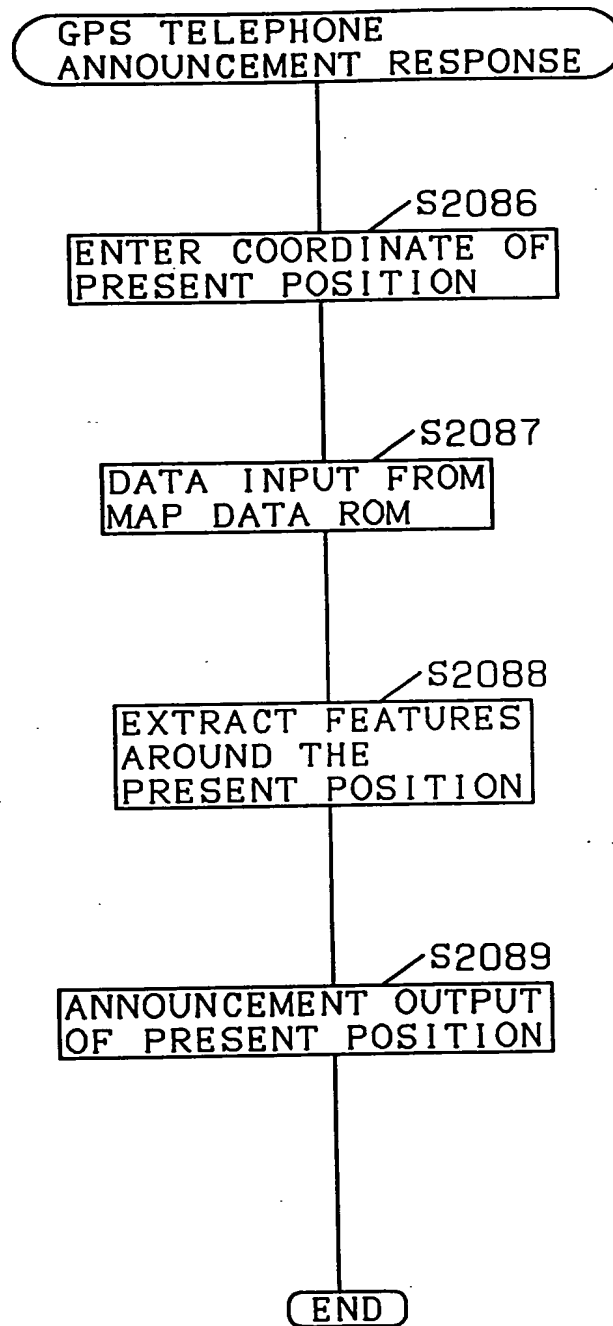 GPS TELEPHONE
ANNOUNCEMENT RESPONSE
S2086
ENTER COORDINATE OF
PRESENT POSITION
S2087
DATA INPUT FROM
MAP DATA ROM
S2088
EXTRACT FEATURES
AROUND THE
PRESENT POSITION
S2089
ANNOUNCEMENT OUTPUT
OF PRESENT POSITION
END